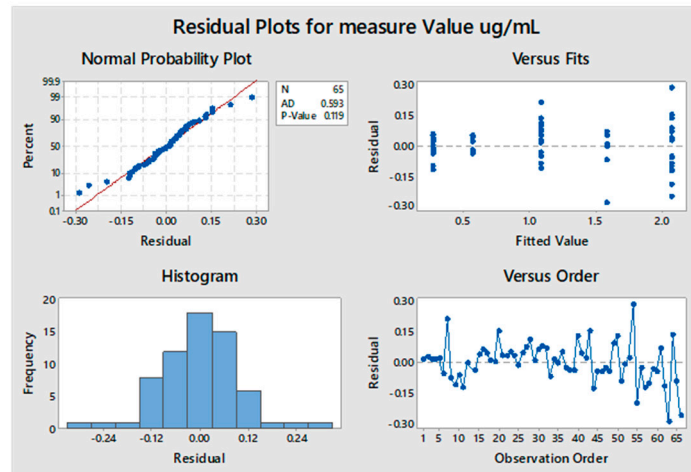 Residual Plots for measure Value ug/mL
Normal Probability Plot
99.9
99
90
50
10
1
0.1
Percent
-0.30 -0.15 0.00 0.15 0.30
Residual
N 65
AD 0.593
P-Value 0.119
Versus Fits
0.30
0.15
0.00
-0.15
-0.30
Residual
0.5 1.0 1.5 2.0
Fitted Value
Histogram
20
15
10
5
0
Frequency
-0.24 -0.12 0.00 0.12 0.24
Residual
Versus Order
0.30
0.15
0.00
-0.15
-0.30
Residual
1 5 10 15 20 25 30 35 40 45 50 55 60 65
Observation Order